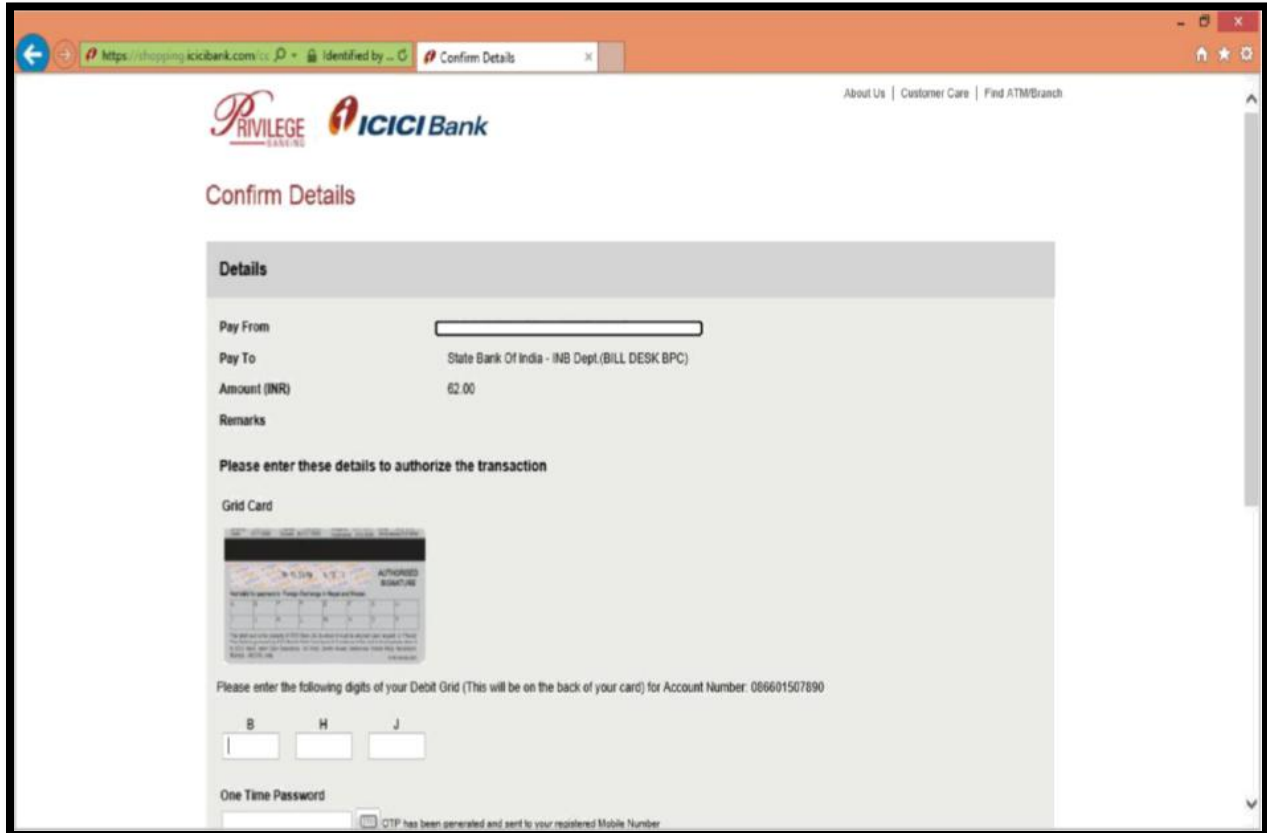 https://shopping.icicibank.com/cc Identified by ... Confirm Details
About Us | Customer Care | Find ATM/Branch
PRIVILEGE BANKING ICICI Bank
Confirm Details
Details
Pay From
Pay To State Bank Of India - INB Dept.(BILL DESK BPC)
Amount (INR) 62.00
Remarks
Please enter these details to authorize the transaction
Grid Card
AUTHORISED
SIGNATURE
Please enter the following digits of your Debit Grid (This will be on the back of your card) for Account Number: 086601507890
B H J
One Time Password
OTP has been generated and sent to your registered Mobile Number